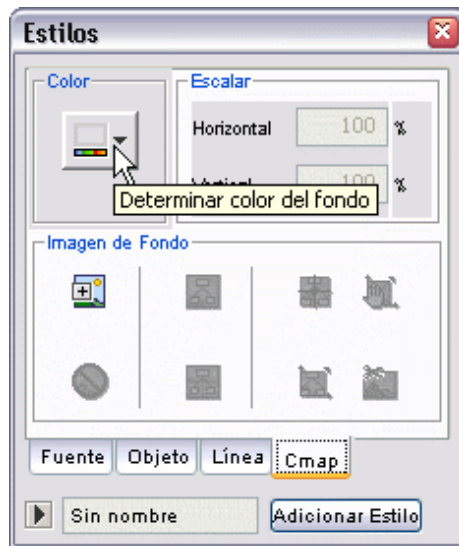 Estilos
Color
Escalar
Horizontal 100 %
100 %
Determinar color del fondo
Imagen de Fondo
Fuente Objeto Línea Cmap
Sin nombre Adicionar Estilo